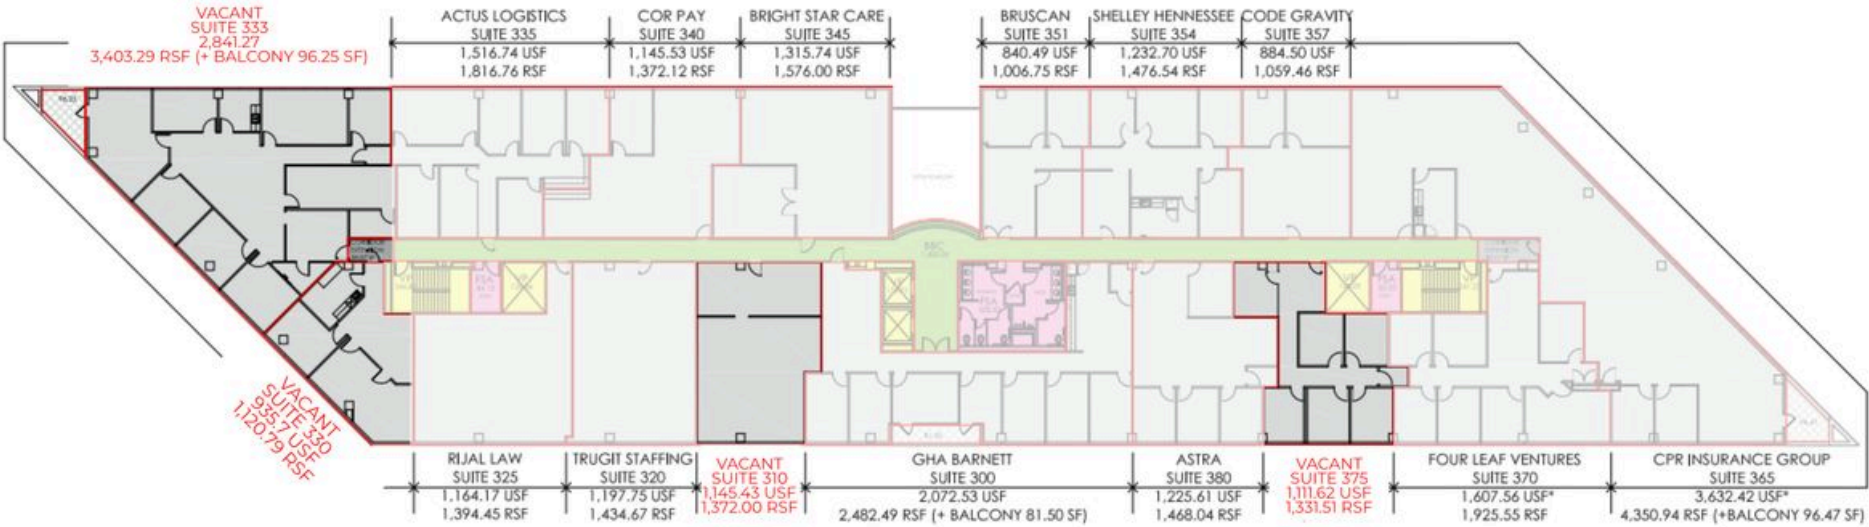 VACANT
SUITE 333
2,841.27
3,403.29 RSF (+ BALCONY 96.25 SF)
ACTUS LOGISTICS
SUITE 335
1,516.74 USF
1,816.76 RSF
COR PAY
SUITE 340
1,145.53 USF
1,372.12 RSF
BRIGHT STAR CARE
SUITE 345
1,315.74 USF
1,576.00 RSF
BRUSCAN
SUITE 351
840.49 USF
1,006.75 RSF
SHELLEY HENNESSEE
SUITE 354
1,232.70 USF
1,476.54 RSF
CODE GRAVITY
SUITE 357
884.50 USF
1,059.46 RSF
VACANT
SUITE 330
935.7 USF
1,120.79 RSF
RIJAL LAW
SUITE 325
1,164.17 USF
1,394.45 RSF
TRUGIT STAFFING
SUITE 320
1,197.75 USF
1,434.67 RSF
VACANT
SUITE 310
1,145.43 USF
1,372.00 RSF
GHA BARNETT
SUITE 300
2,072.53 USF
2,482.49 RSF (+ BALCONY 81.50 SF)
ASTRA
SUITE 380
1,225.61 USF
1,468.04 RSF
VACANT
SUITE 375
1,111.62 USF
1,331.51 RSF
FOUR LEAF VENTURES
SUITE 370
1,607.56 USF*
1,925.55 RSF
CPR INSURANCE GROUP
SUITE 365
3,632.42 USF*
4,350.94 RSF (+BALCONY 96.47 SF)